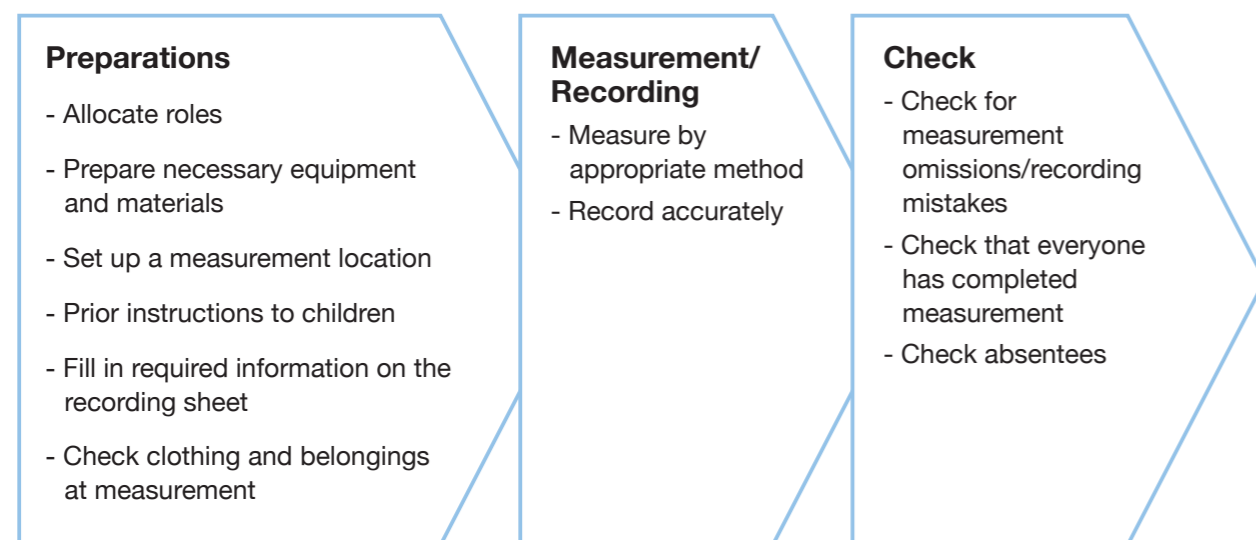 Preparations
- Allocate roles
- Prepare necessary equipment
and materials
- Set up a measurement location
- Prior instructions to children
- Fill in required information on the
recording sheet
- Check clothing and belongings
at measurement
Measurement/
Recording
- Measure by
appropriate method
- Record accurately
Check
- Check for
measurement
omissions/recording
mistakes
- Check that everyone
has completed
measurement
- Check absentees